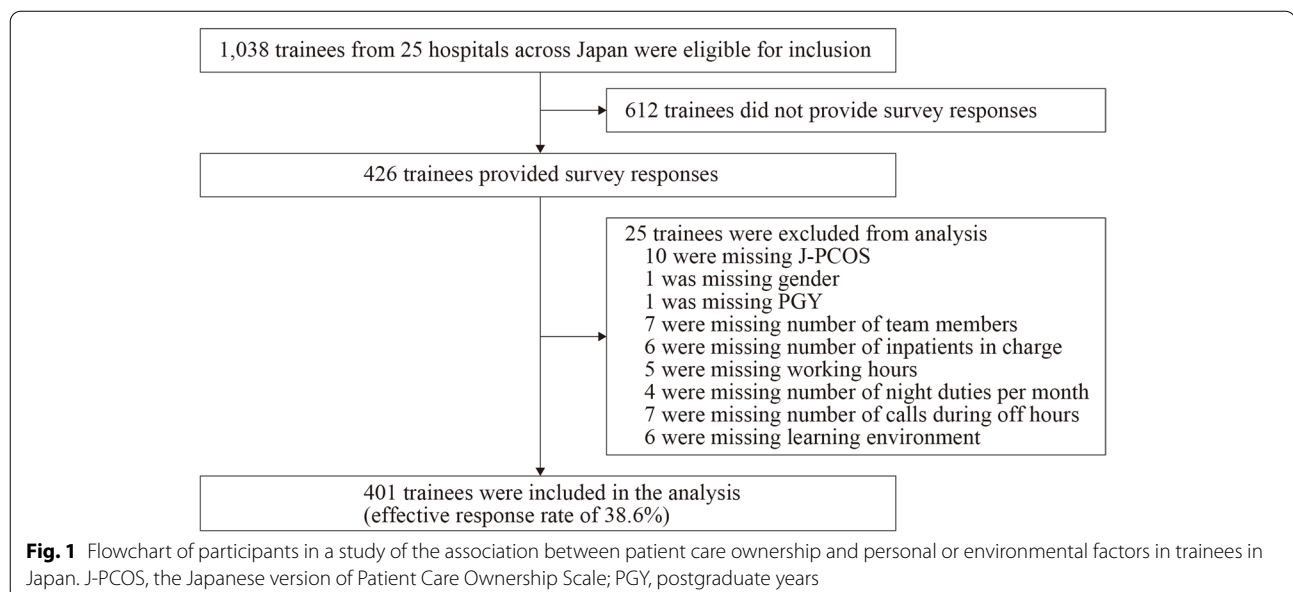 1,038 trainees from 25 hospitals across Japan were eligible for inclusion
612 trainees did not provide survey responses
426 trainees provided survey responses
25 trainees were excluded from analysis
10 were missing J-PCOS
1 was missing gender
1 was missing PGY
7 were missing number of team members
6 were missing number of inpatients in charge
5 were missing working hours
4 were missing number of night duties per month
7 were missing number of calls during off hours
6 were missing learning environment
401 trainees were included in the analysis
(effective response rate of 38.6%)
Fig. 1 Flowchart of participants in a study of the association between patient care ownership and personal or environmental factors in trainees in
Japan. J-PCOS, the Japanese version of Patient Care Ownership Scale; PGY, postgraduate years